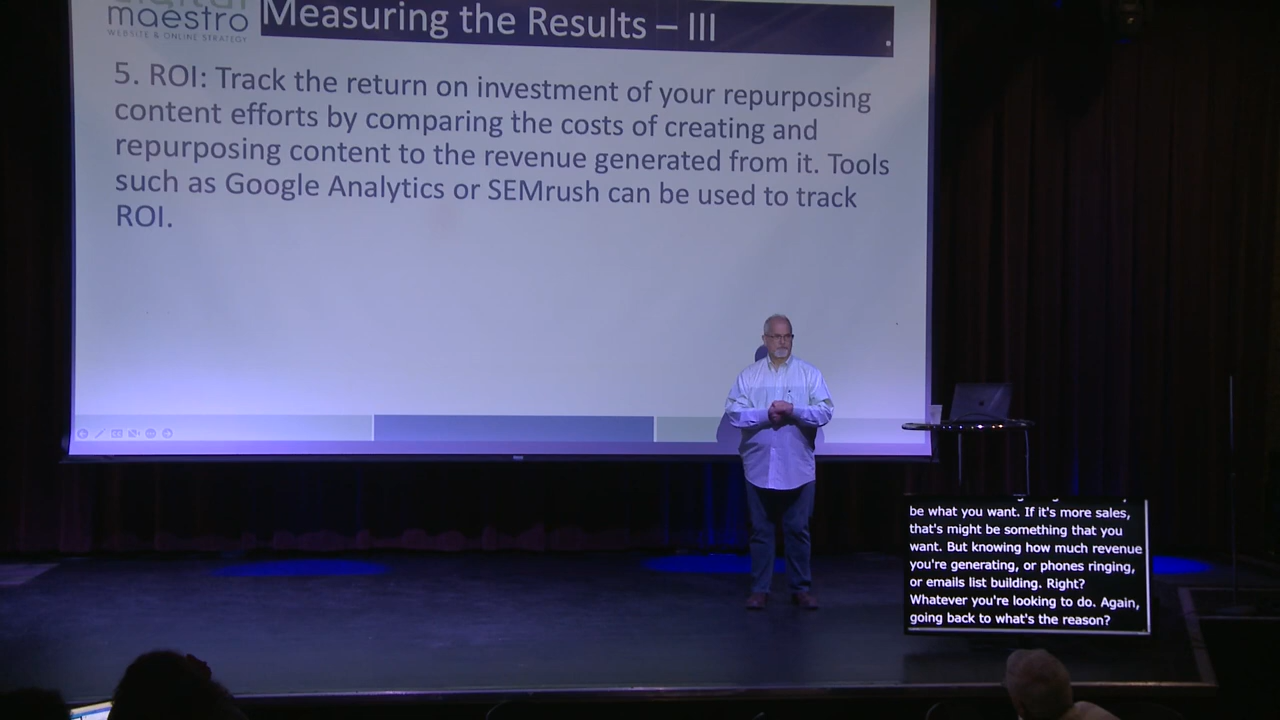 digital
maestro
WEBSITE & ONLINE STRATEGY
Measuring the Results – III
.
5. ROI: Track the return on investment of your repurposing
content efforts by comparing the costs of creating and
repurposing content to the revenue generated from it. Tools
such as Google Analytics or SEMrush can be used to track
ROI.
be what you want. If it's more sales,
that's might be something that you
want. But knowing how much revenue
you're generating, or phones ringing,
or emails list building. Right?
Whatever you're looking to do. Again,
going back to what's the reason?